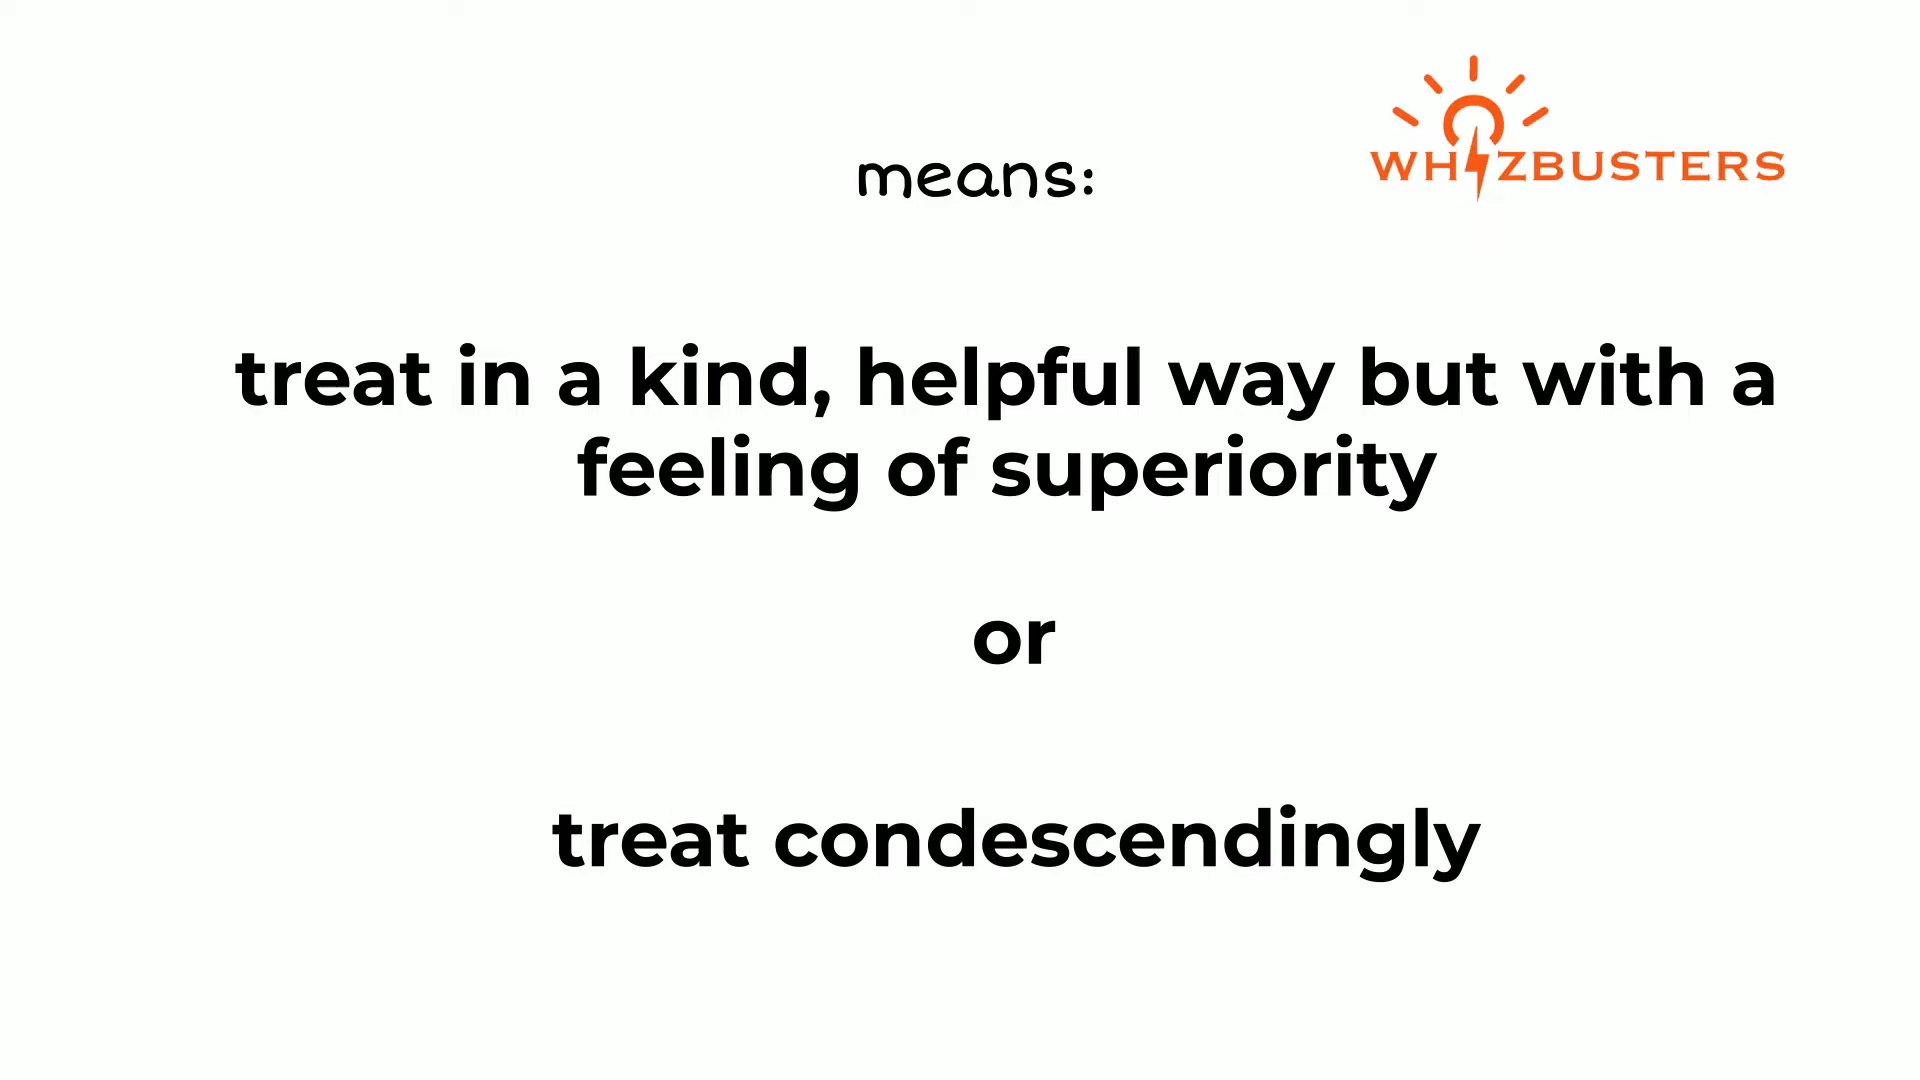 WHIZBUSTERS
means:
treat in a kind, helpful way but with a
feeling of superiority
or
treat condescendingly